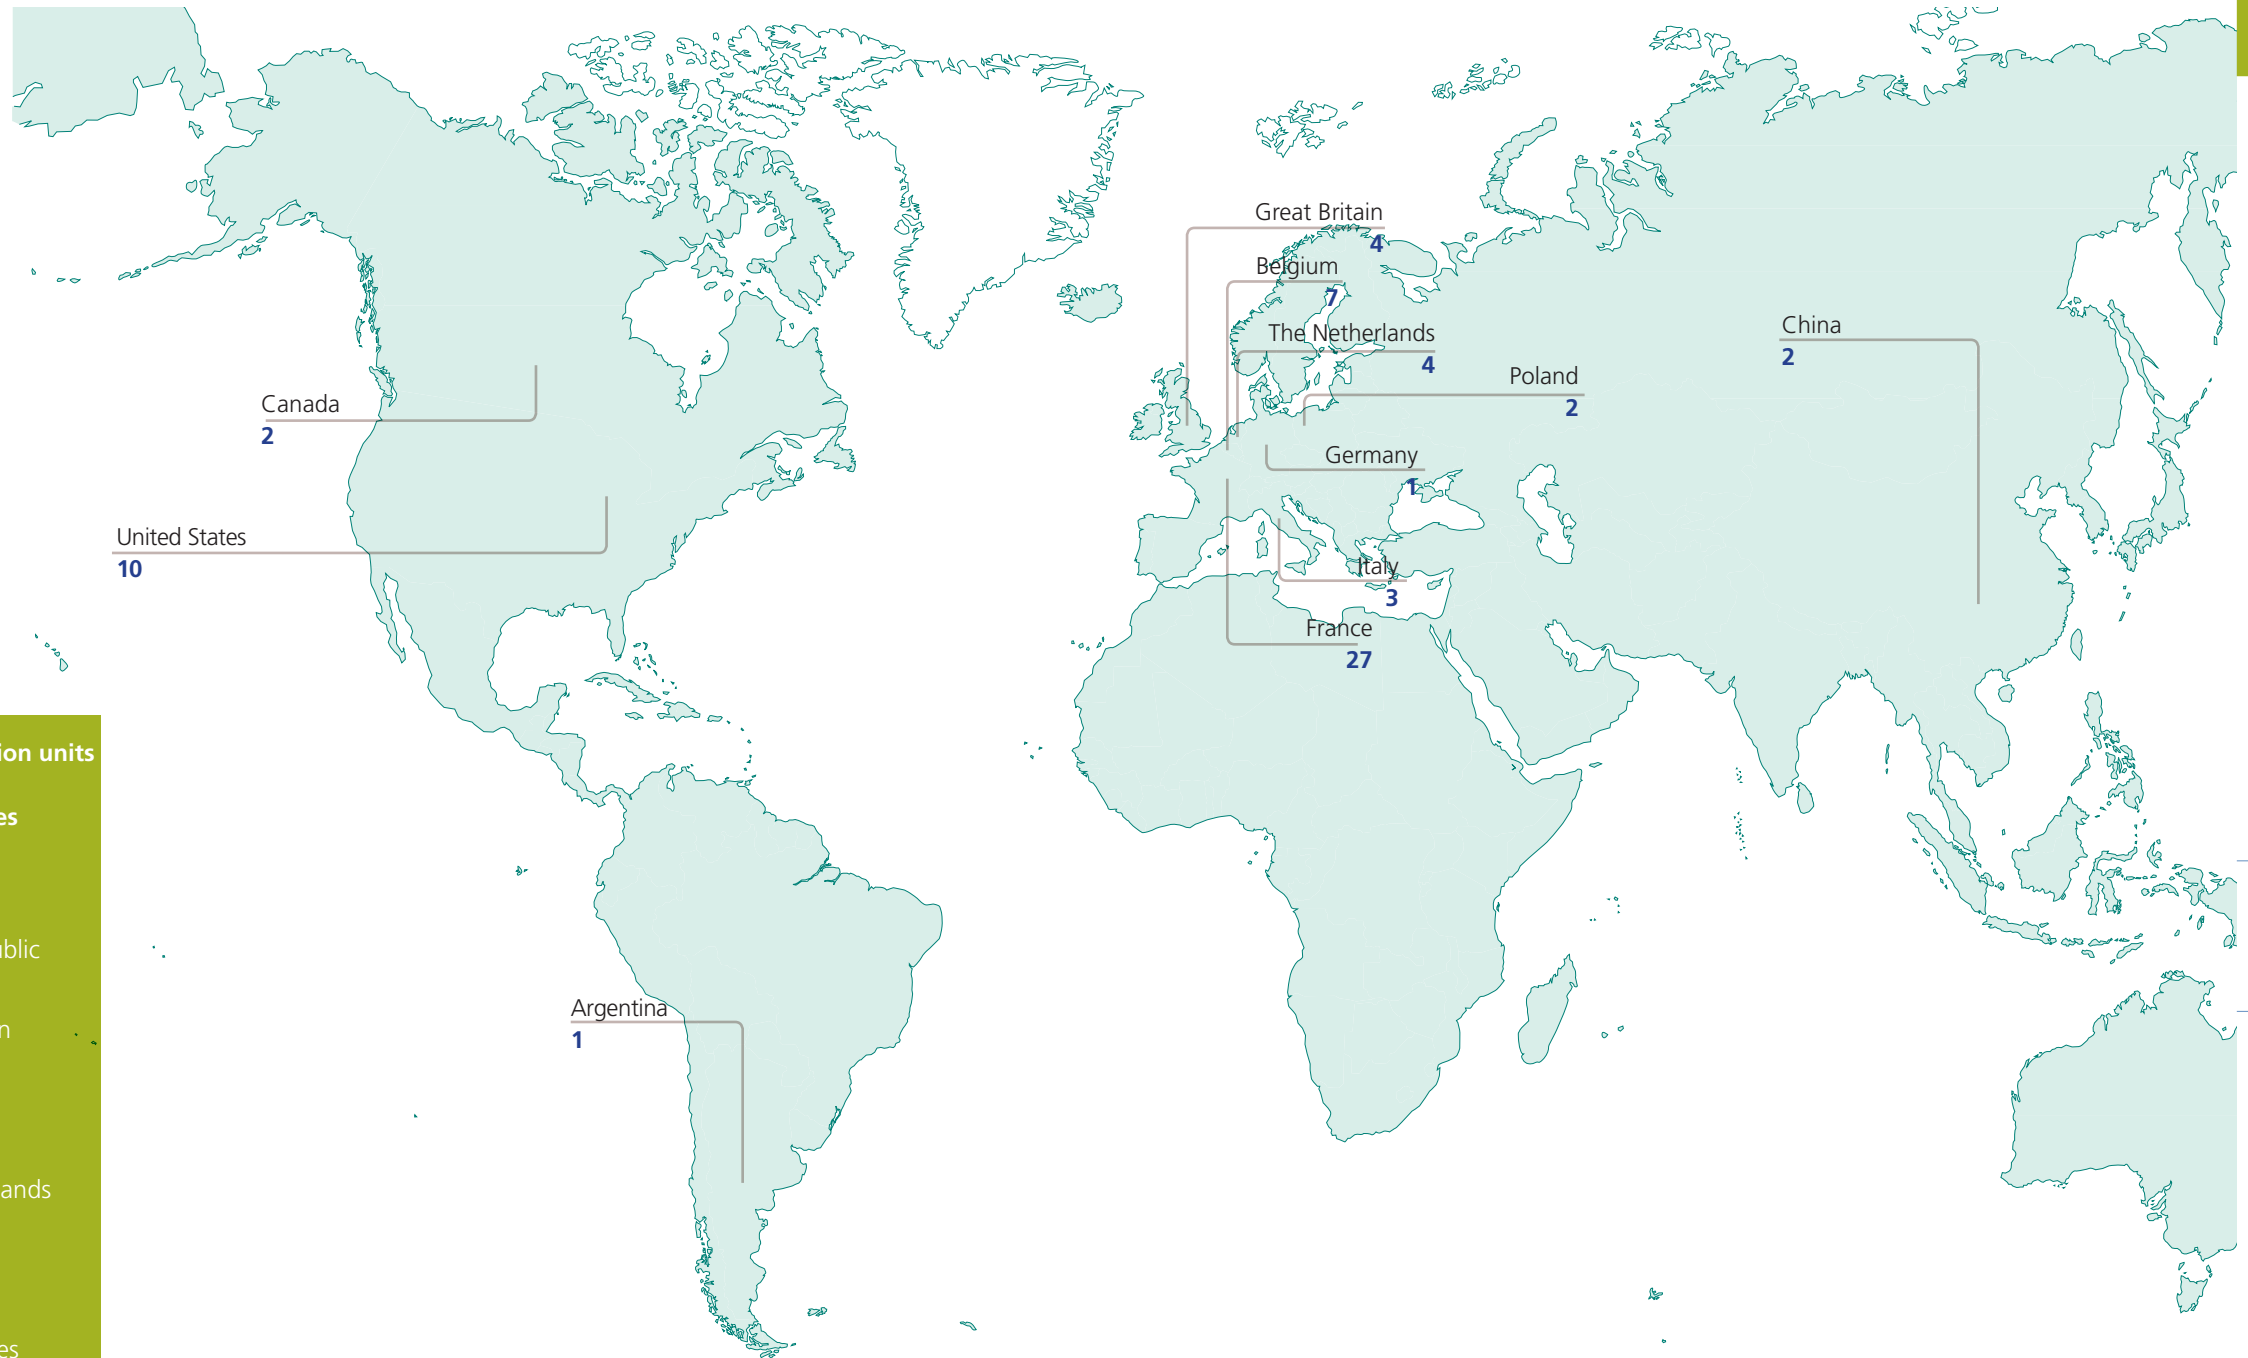 Great Britain
4
Belgium
7
The Netherlands
4
China
2
Poland
2
Canada
2
Germany
1
United States
10
Italy
3
France
27
ion units
es
ublic
n
Argentina
1
ands
es